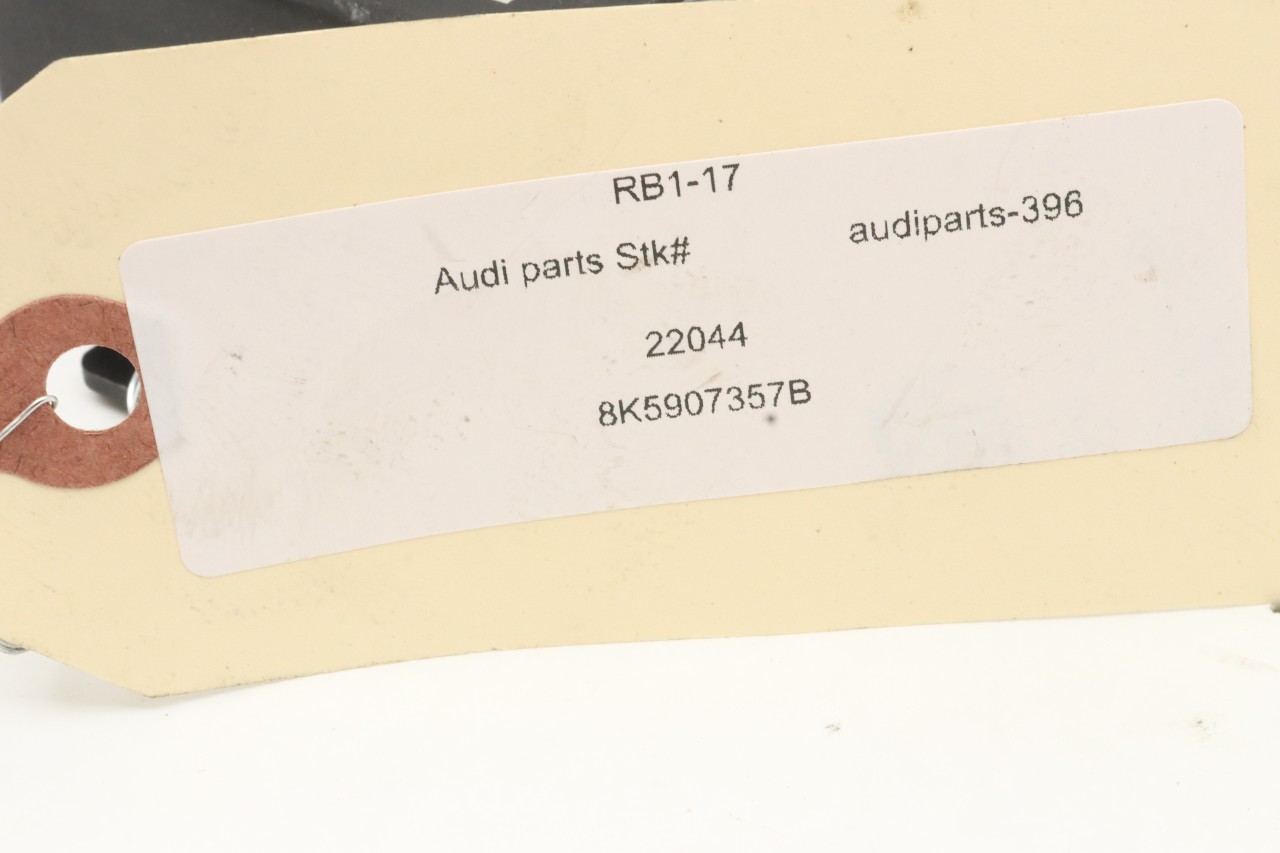 RB1-17
Audi parts Stk# audiparts-396
22044
8K5907357B